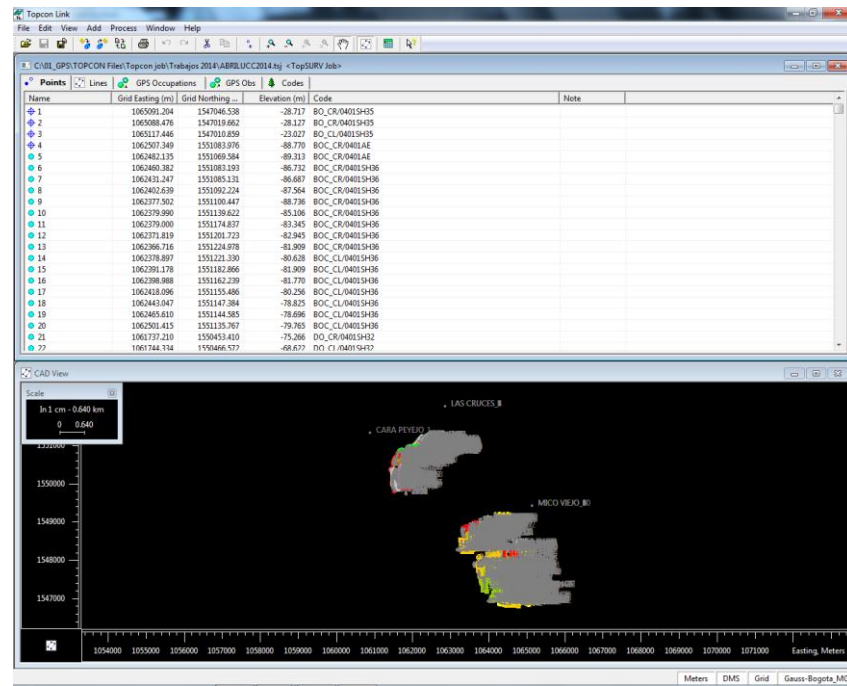 Topcon Link
File Edit View Add Process Window Help
C:\01_GPS\TOPCON Files\Topcon job\Trabajos 2014\ABRILUCC2014.tsj <TopSURV Job>
Points Lines GPS Occupations GPS Obs Codes
Name Grid Easting (m) Grid Northing ... Elevation (m) Code Note
1 1065091.204 1547046.538 -28.717 BO_CR/0401SH35
2 1065088.476 1547019.662 -28.127 BO_CR/0401SH35
3 1065117.446 1547010.859 -23.027 BO_CL/0401SH35
4 1062507.349 1551083.976 -88.770 BOC_CR/0401AE
5 1062482.135 1551069.584 -89.313 BOC_CR/0401AE
6 1062460.382 1551083.193 -86.732 BOC_CR/0401SH36
7 1062431.247 1551085.131 -86.687 BOC_CR/0401SH36
8 1062402.639 1551092.224 -87.564 BOC_CR/0401SH36
9 1062377.502 1551100.447 -88.736 BOC_CR/0401SH36
10 1062379.990 1551139.622 -85.106 BOC_CR/0401SH36
11 1062379.000 1551174.837 -83.345 BOC_CR/0401SH36
12 1062371.819 1551201.723 -82.945 BOC_CR/0401SH36
13 1062366.716 1551224.978 -81.909 BOC_CR/0401SH36
14 1062378.897 1551221.330 -80.628 BOC_CL/0401SH36
15 1062391.178 1551182.866 -81.909 BOC_CL/0401SH36
16 1062398.988 1551162.239 -81.770 BOC_CL/0401SH36
17 1062418.096 1551155.486 -80.256 BOC_CL/0401SH36
18 1062443.047 1551147.384 -78.825 BOC_CL/0401SH36
19 1062465.610 1551144.585 -78.696 BOC_CL/0401SH36
20 1062501.415 1551135.767 -79.765 BOC_CL/0401SH36
21 1061737.210 1550453.410 -75.266 DO_CR/0401SH32
22 1061744.334 1550466.572 -68.622 DO_CL/0401SH32
CAD View
Scale
In 1 cm - 0.640 km
0 0.640
LAS CRUCES
CARA PEYEJO
1551000
1550000
MICO VIEJO
1549000
1548000
1547000
1054000 1055000 1056000 1057000 1058000 1059000 1060000 1061000 1062000 1063000 1064000 1065000 1066000 1067000 1068000 1069000 1070000 1071000 Easting, Meters
Meters DMS Grid Gauss-Bogota_MC